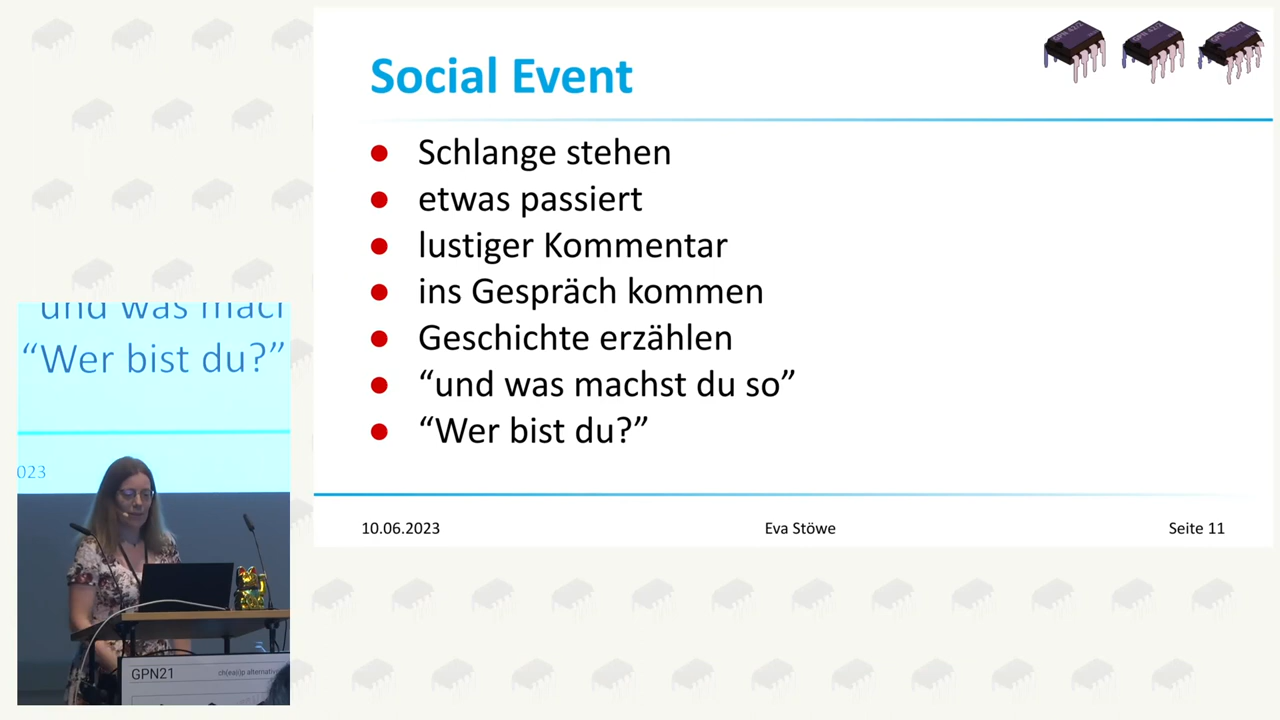 Social Event
Schlange stehen
etwas passiert
lustiger Kommentar
ins Gespräch kommen
Geschichte erzählen
“und was machst du so”
“Wer bist du?”
10.06.2023
Eva Stöwe
Seite 11
“Wer bist du?”
023
GPN21